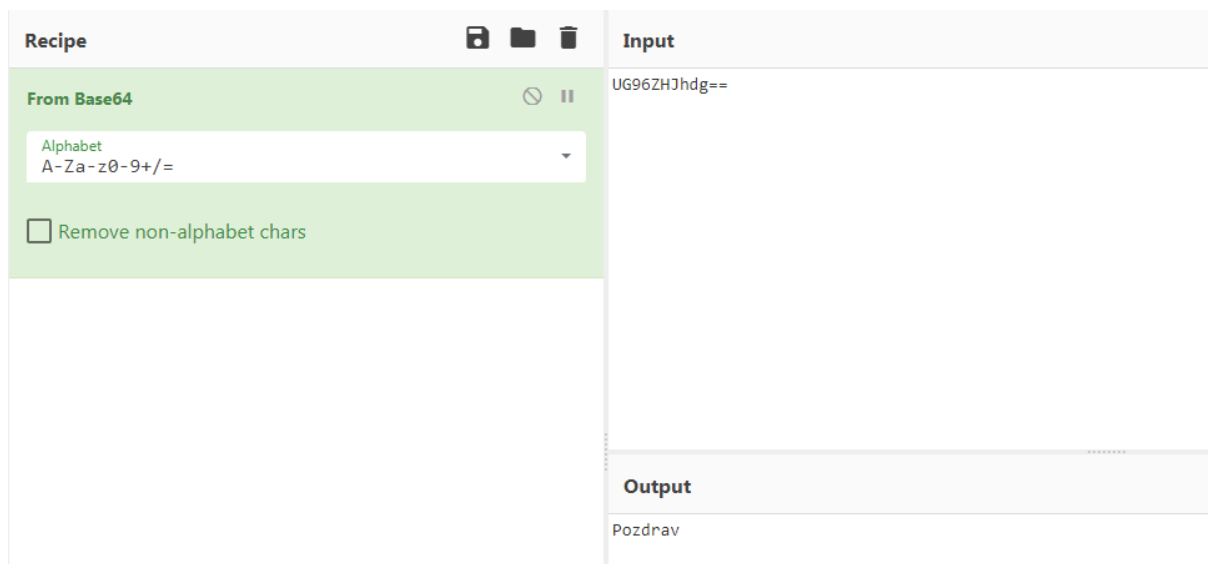 Recipe
From Base64
Alphabet
A-Za-z0-9+/=
Remove non-alphabet chars
Input
UG96ZHJhdg==
Output
Pozdrav